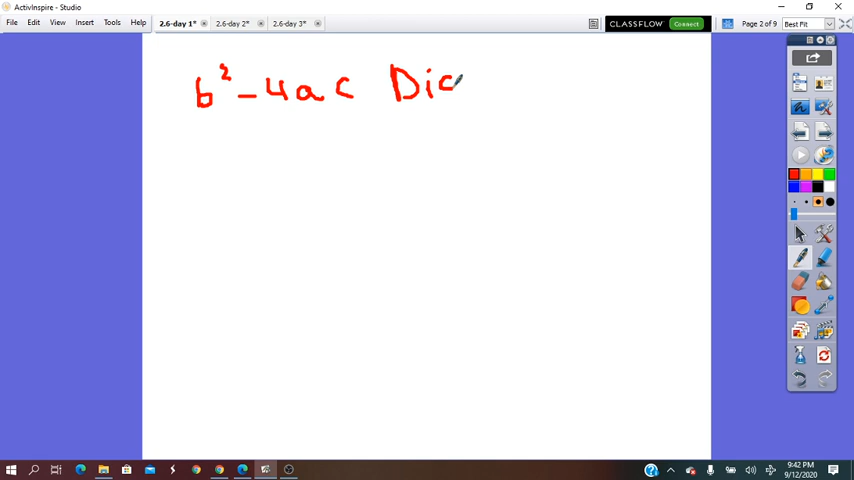 ActivInspire - Studio
File Edit View Insert Tools Help 2.6-day 1* 2.6-day 2* 2.6-day 3* CLASSFLOW Connect Page 2 of 9 Best Fit
b² - 4ac Dic
9:42 PM
9/12/2020